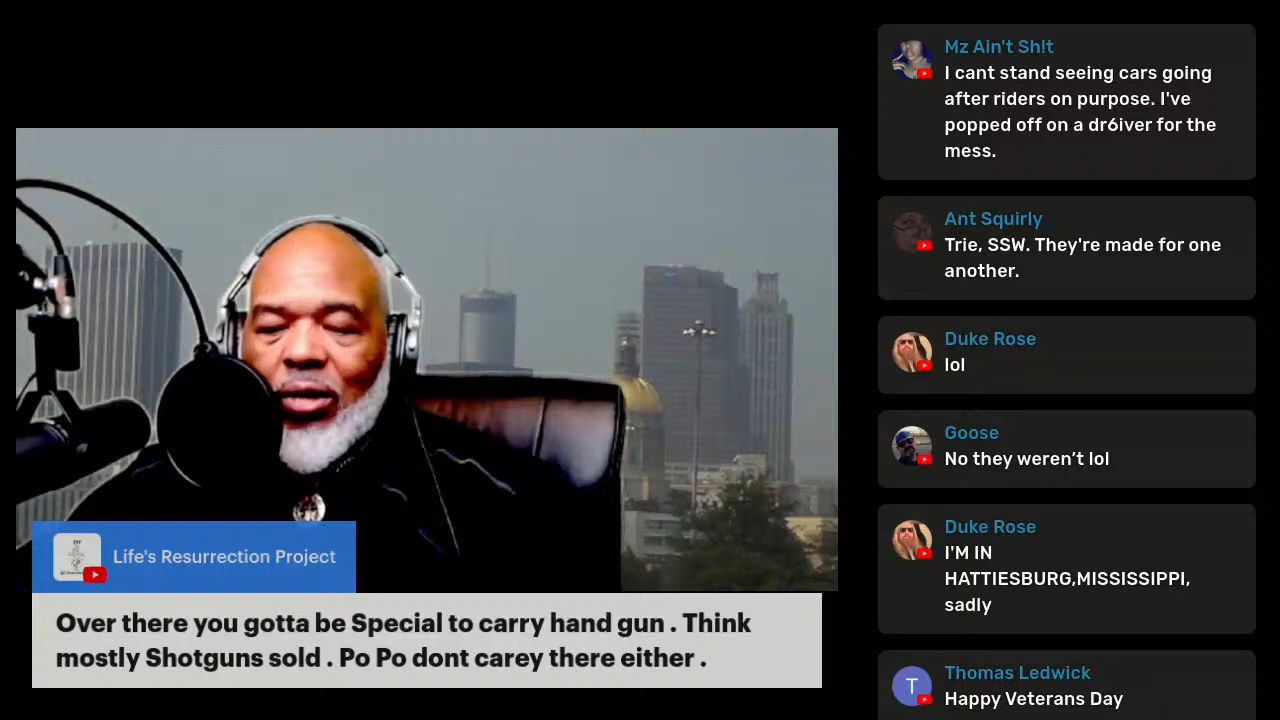 Mz Ain't Sh!t
I cant stand seeing cars going
after riders on purpose. I've
popped off on a dr6iver for the
mess.
Ant Squirly
Trie, SSW. They're made for one
another.
Duke Rose
lol
Goose
No they weren't lol
Duke Rose
I'M IN
HATTIESBURG,MISSISSIPPI,
sadly
T
Thomas Ledwick
Happy Veterans Day
Life's Resurrection Project
Over there you gotta be Special to carry hand gun . Think
mostly Shotguns sold . Po Po dont carey there either .